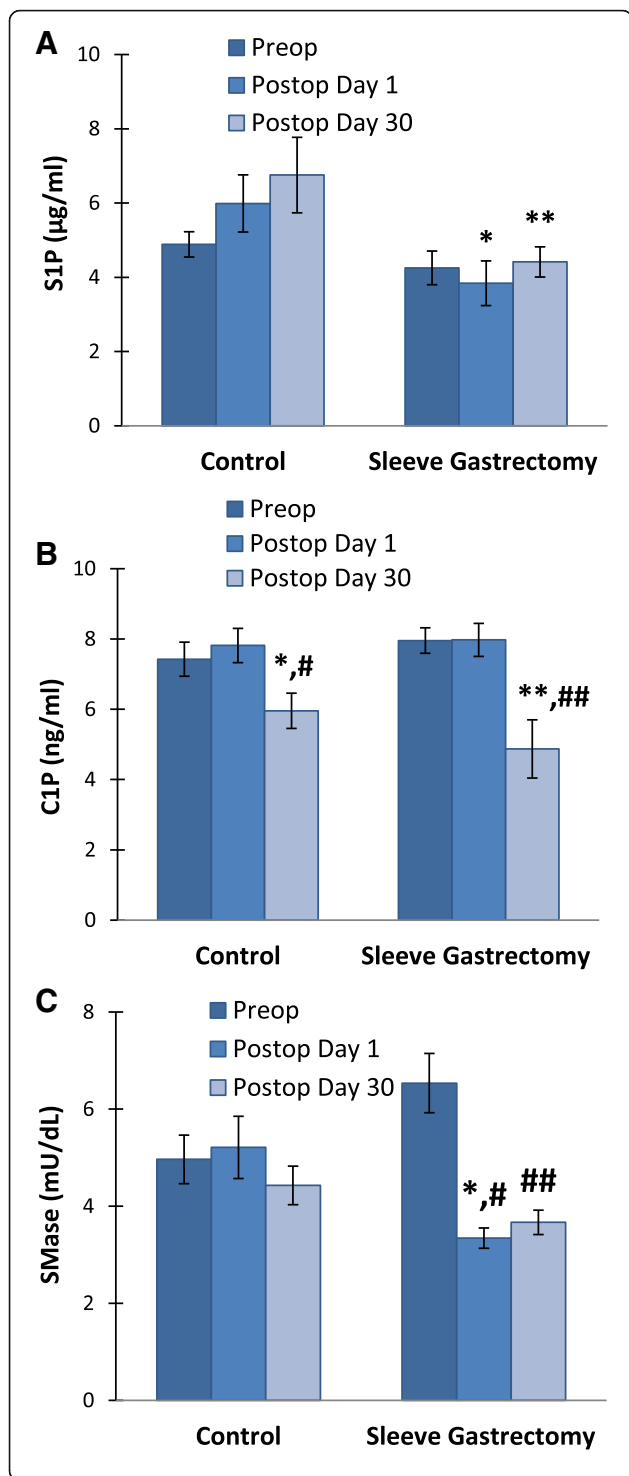 A
10
8
6
4
2
0
S1P (µg/ml)
Preop
Postop Day 1
Postop Day 30
*
**
Control
Sleeve Gastrectomy
B
10
8
6
4
2
0
C1P (ng/ml)
Preop
Postop Day 1
Postop Day 30
*,#
**,##
Control
Sleeve Gastrectomy
C
8
6
4
2
0
SMase (mU/dL)
Preop
Postop Day 1
Postop Day 30
*,#
##
Control
Sleeve Gastrectomy